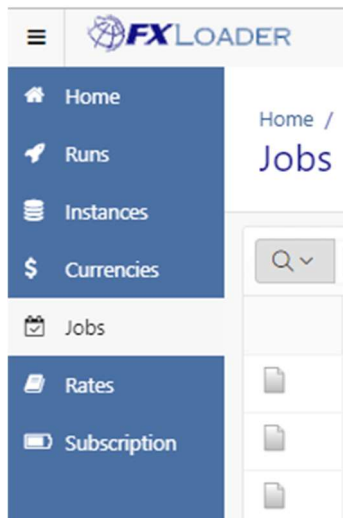 FXLOADER
Home
Runs
Instances
$ Currencies
Jobs
Rates
Subscription
Home /
Jobs